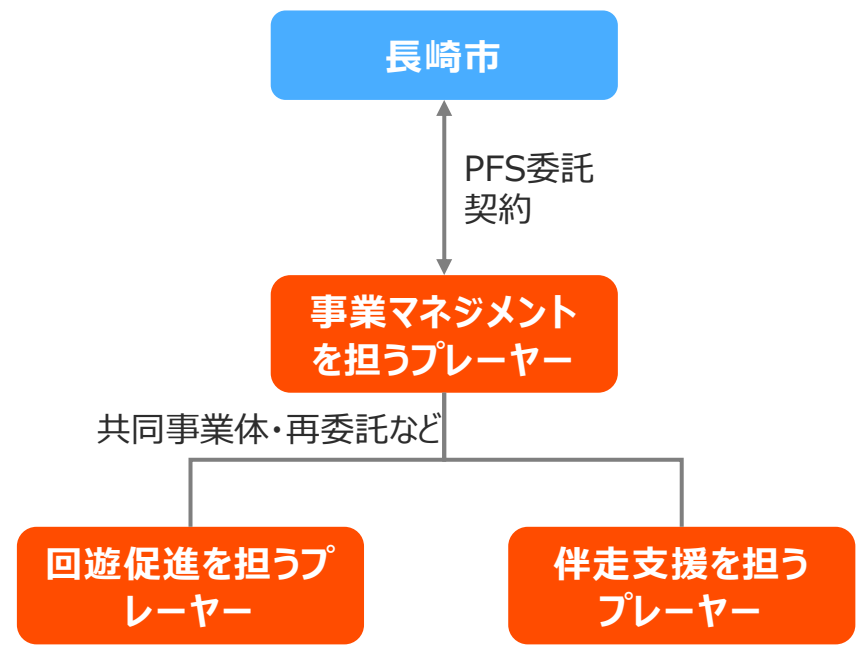 長崎市
PFS委託
契約
事業マネジメント
を担うプレーヤー
共同事業体・再委託など
回遊促進を担うプ
レーヤー
伴走支援を担う
プレーヤー